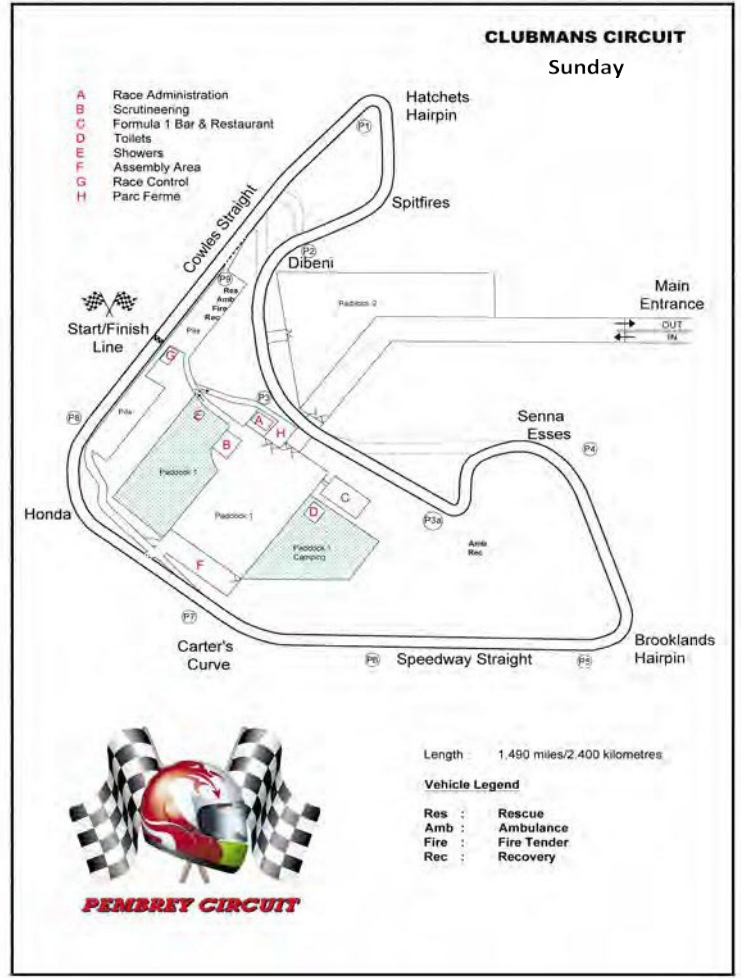 CLUBMANS CIRCUIT
Sunday
A Race Administration
B Scrutineering
C Formula 1 Bar & Restaurant
D Toilets
E Showers
F Assembly Area
G Race Control
H Parc Ferme
Hatchets
Hairpin
P1
Spitfires
Cowles Straight
P2
Dibeni
P9
Res
Amb
Fire
Rec
Paddock 2
Main
Entrance
OUT
IN
Start/Finish
Line
Pits
G
P3
E
A
H
B
Pits
P8
Senna
Esses
P4
Paddock 1
C
Honda
Paddock 1
D
P3a
Amb
Rec
Paddock 1
Camping
F
P7
Carter's
Curve
P6
Speedway Straight
P5
Brooklands
Hairpin
Length : 1.490 miles/2.400 kilometres
Vehicle Legend
Res : Rescue
Amb : Ambulance
Fire : Fire Tender
Rec : Recovery
PEMBREY CIRCUIT